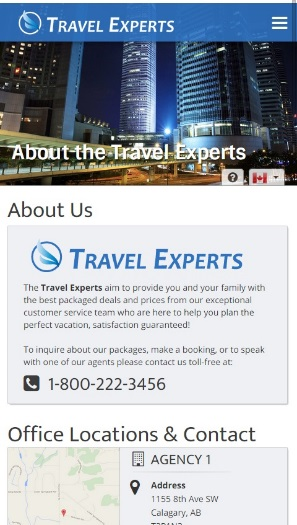 TRAVEL EXPERTS
About the Travel Experts
About Us
TRAVEL EXPERTS
The Travel Experts aim to provide you and your family with
the best packaged deals and prices from our exceptional
customer service team who are here to help you plan the
perfect vacation, satisfaction guaranteed!
To inquire about our packages, make a booking, or to speak
with one of our agents please contact us toll-free at:
1-800-222-3456
Office Locations & Contact
AGENCY 1
Address
1155 8th Ave SW
Calagary, AB